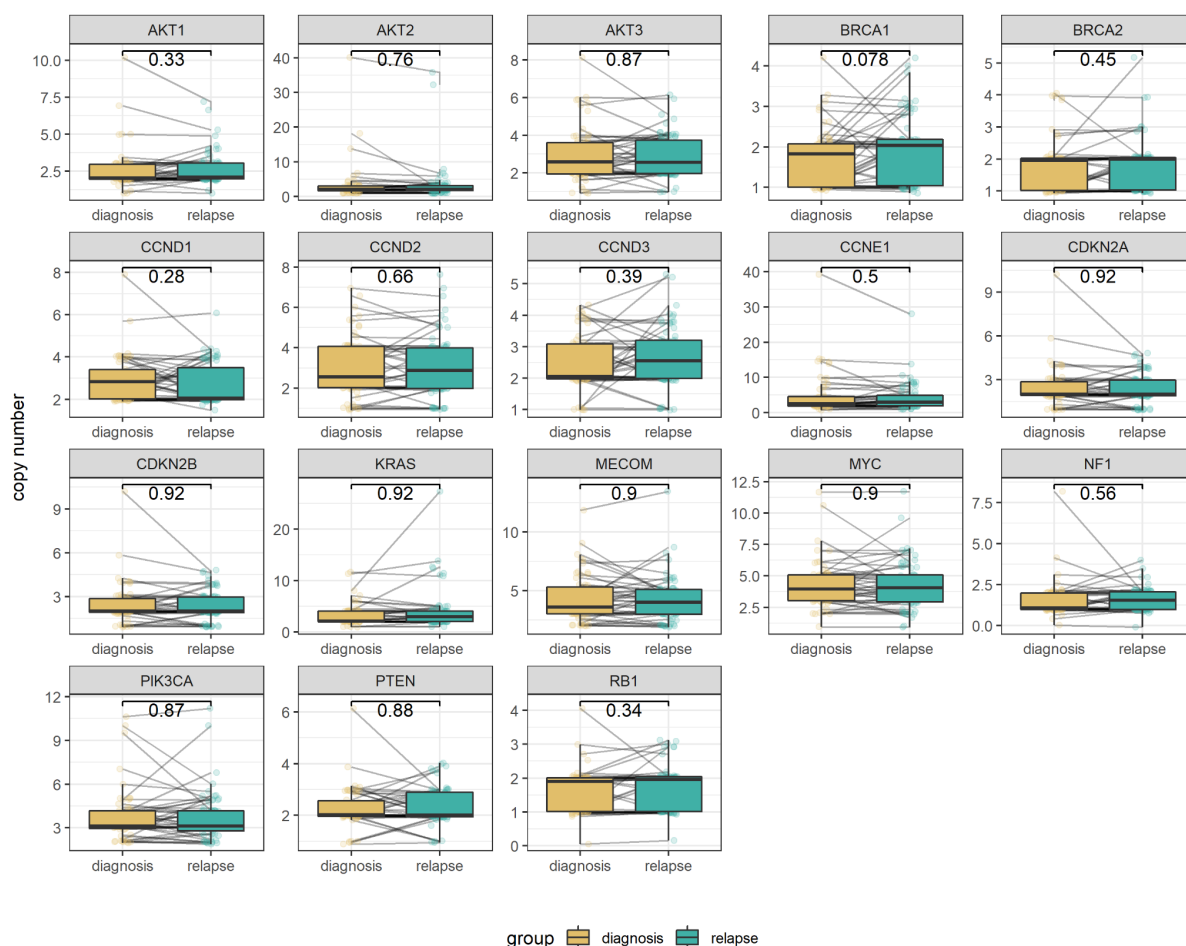 AKT1 AKT2 AKT3 BRCA1 BRCA2
10.0 7.5 5.0 2.5 0.33 diagnosis relapse
40 30 20 10 0 0.76 diagnosis relapse
8 6 4 2 0.87 diagnosis relapse
4 3 2 1 0.078 diagnosis relapse
5 4 3 2 1 0.45 diagnosis relapse
CCND1 CCND2 CCND3 CCNE1 CDKN2A
8 6 4 2 0.28 diagnosis relapse
8 6 4 2 0.66 diagnosis relapse
5 4 3 2 1 0.39 diagnosis relapse
40 30 20 10 0 0.5 diagnosis relapse
9 6 3 0.92 diagnosis relapse
copy number
CDKN2B KRAS MECOM MYC NF1
9 6 3 0.92 diagnosis relapse
20 10 0 0.92 diagnosis relapse
10 5 0.9 diagnosis relapse
12.5 10.0 7.5 5.0 2.5 0.9 diagnosis relapse
7.5 5.0 2.5 0.0 0.56 diagnosis relapse
PIK3CA PTEN RB1
12 9 6 3 0.87 diagnosis relapse
6 4 2 0.88 diagnosis relapse
4 3 2 1 0 0.34 diagnosis relapse
group diagnosis relapse